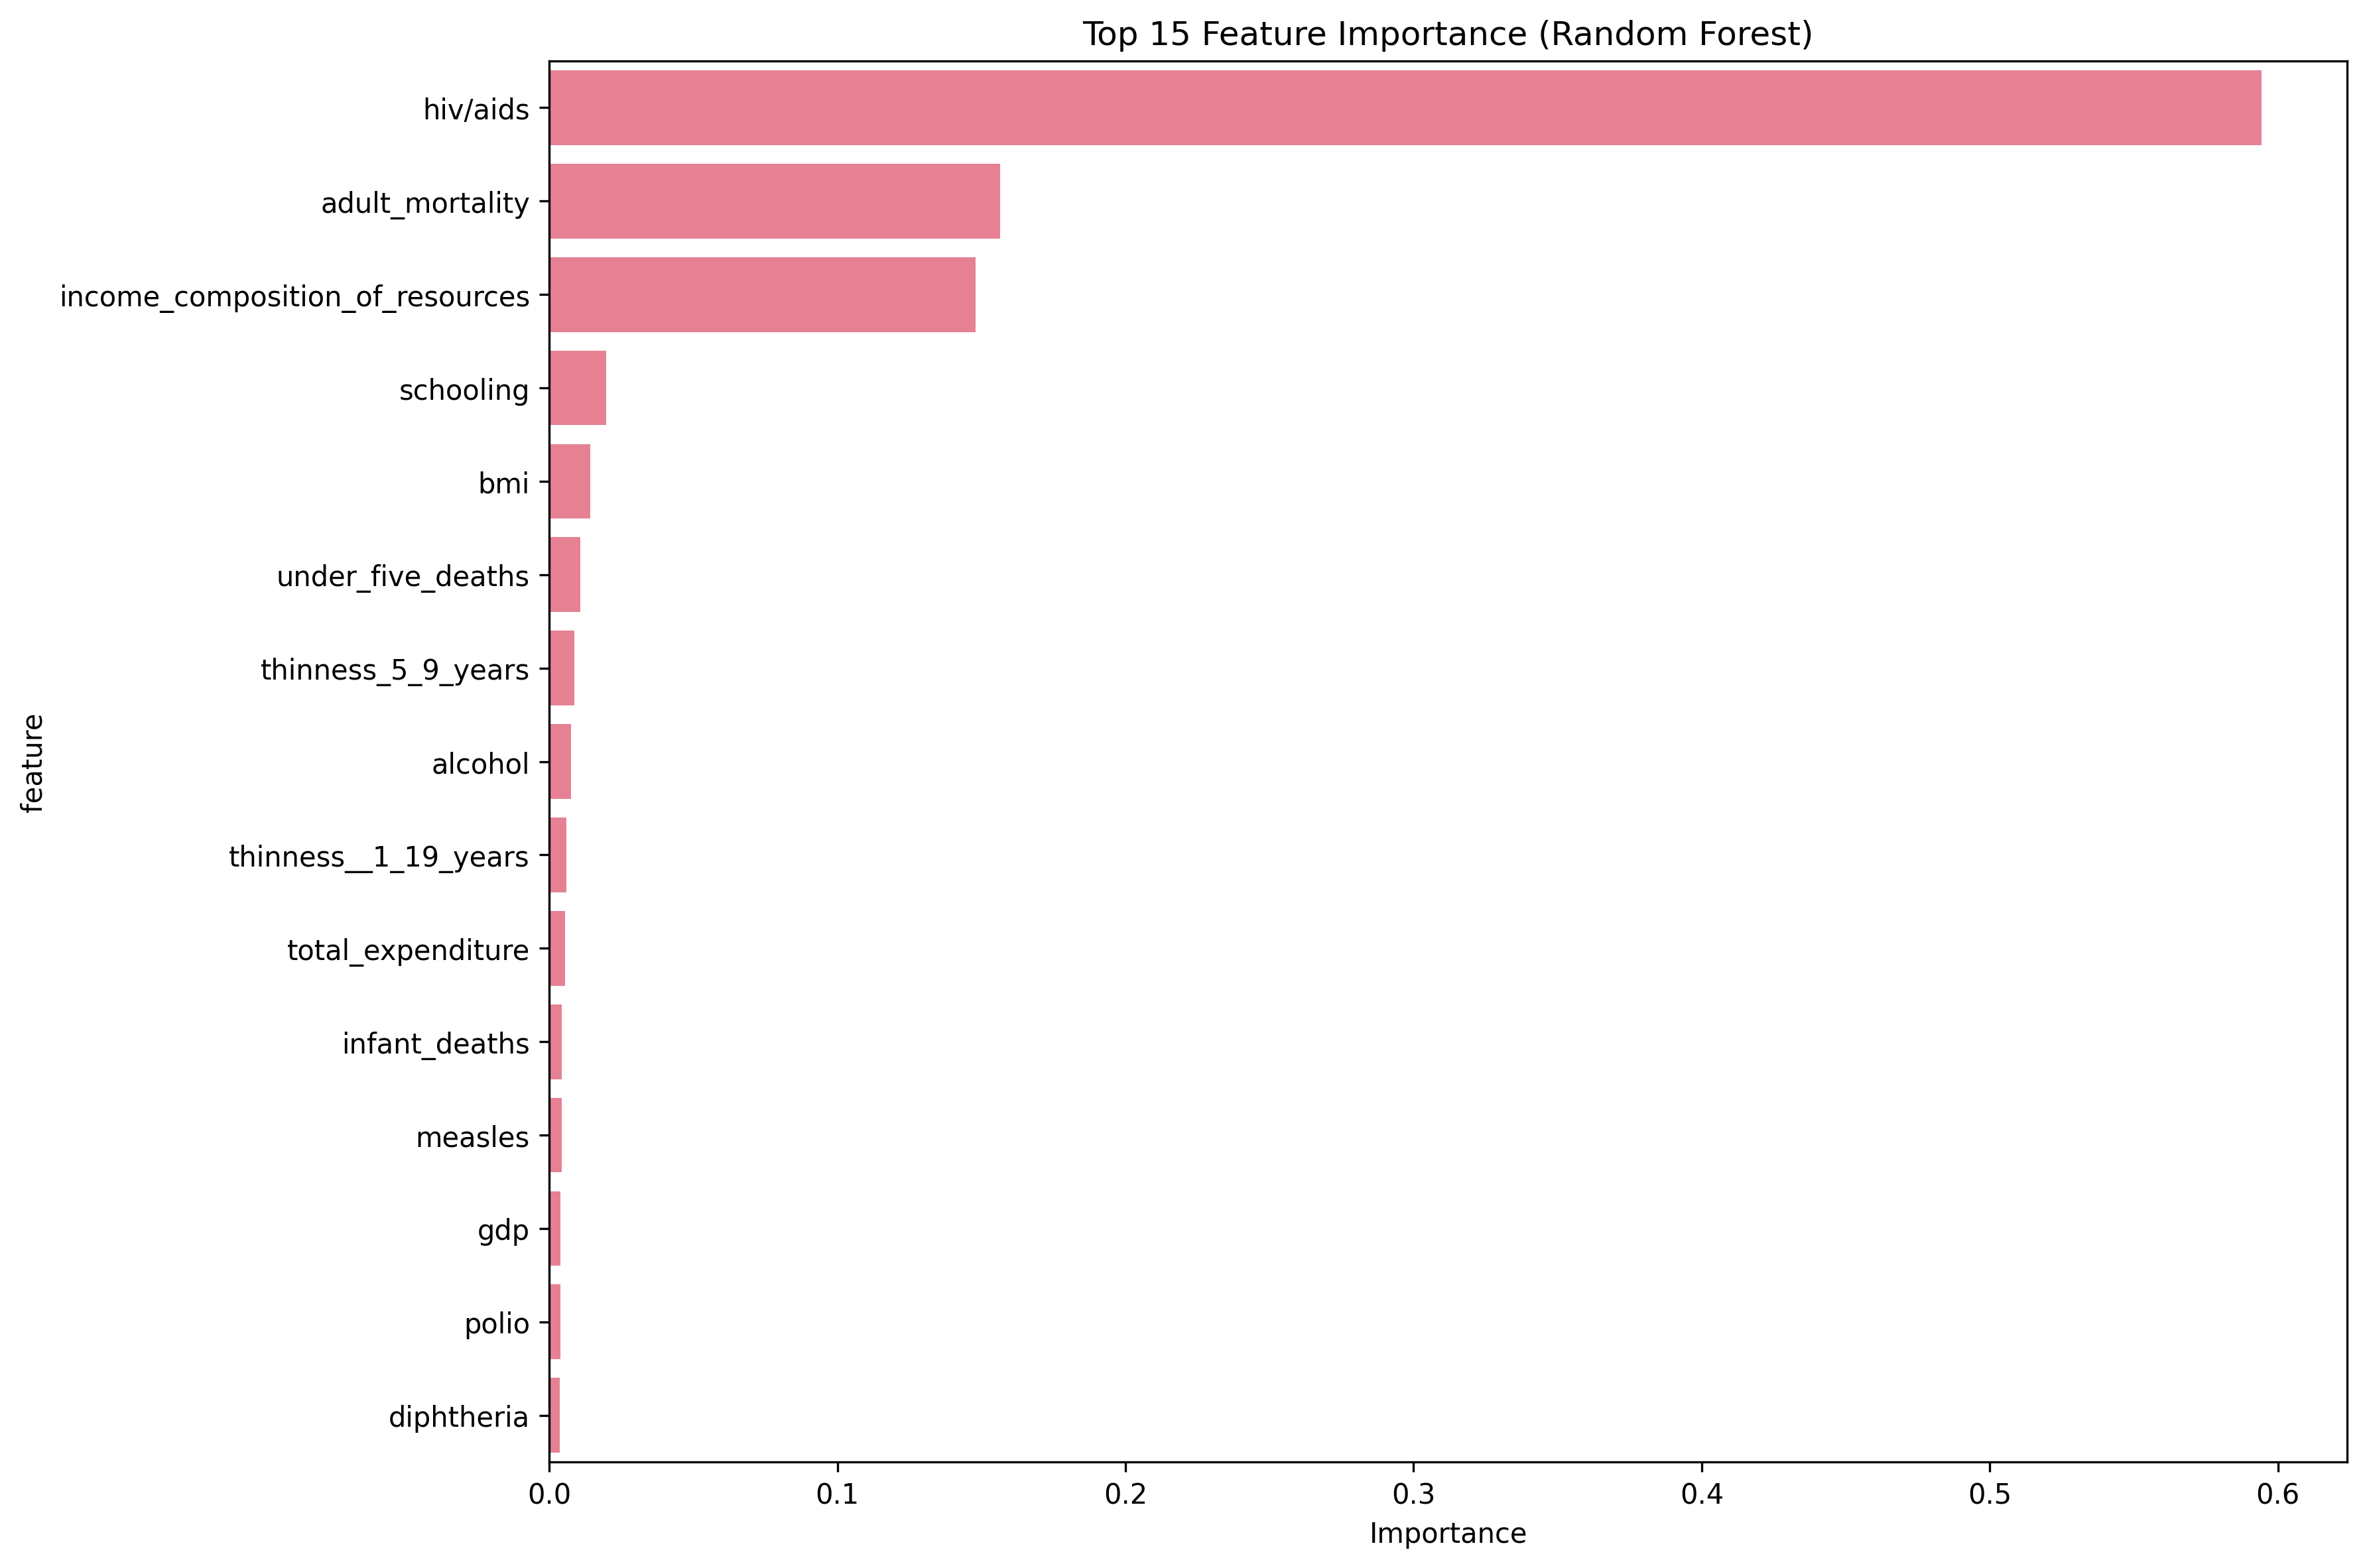 Top 15 Feature Importance (Random Forest)
hiv/aids
adult_mortality
income_composition_of_resources
schooling
bmi
under_five_deaths
thinness_5_9_years
alcohol
thinness__1_19_years
total_expenditure
infant_deaths
measles
gdp
polio
diphtheria
feature
0.0 0.1 0.2 0.3 0.4 0.5 0.6
Importance